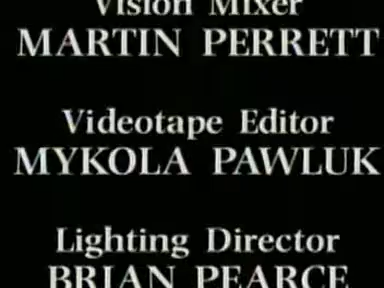 Vision Mixer
MARTIN PERRETT
Videotape Editor
MYKOLA PAWLUK
Lighting Director
BRIAN PEARCE